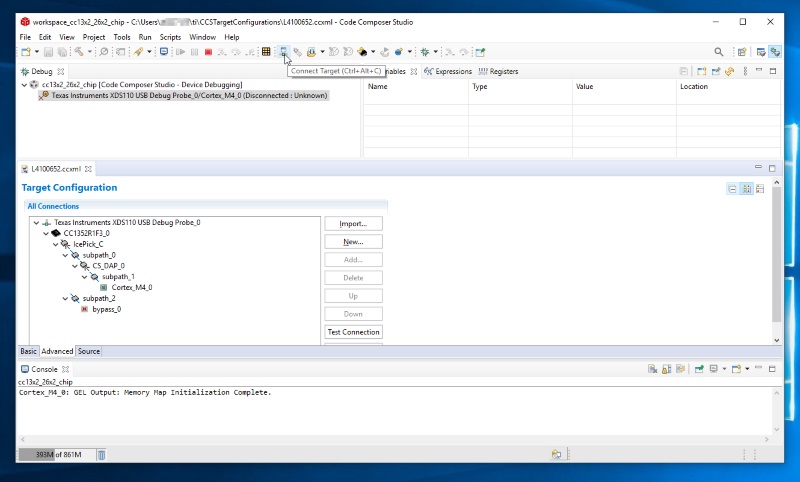 workspace_cc13x2_26x2_chip - C:\Users\ \ti\CCSTargetConfigurations\L4100652.ccxml - Code Composer Studio
File Edit View Project Tools Run Scripts Window Help
Connect Target (Ctrl+Alt+C)
Debug
ables Expressions Registers
cc13x2_26x2_chip [Code Composer Studio - Device Debugging]
Texas Instruments XDS110 USB Debug Probe_0/Cortex_M4_0 (Disconnected : Unknown)
Name Type Value Location
L4100652.ccxml
Target Configuration
All Connections
Texas Instruments XDS110 USB Debug Probe_0
CC1352R1F3_0
IcePick_C
subpath_0
CS_DAP_0
subpath_1
Cortex_M4_0
subpath_2
bypass_0
Import...
New...
Add...
Delete
Up
Down
Test Connection
Basic Advanced Source
Console
cc13x2_26x2_chip
Cortex_M4_0: GEL Output: Memory Map Initialization Complete.
393M of 861M